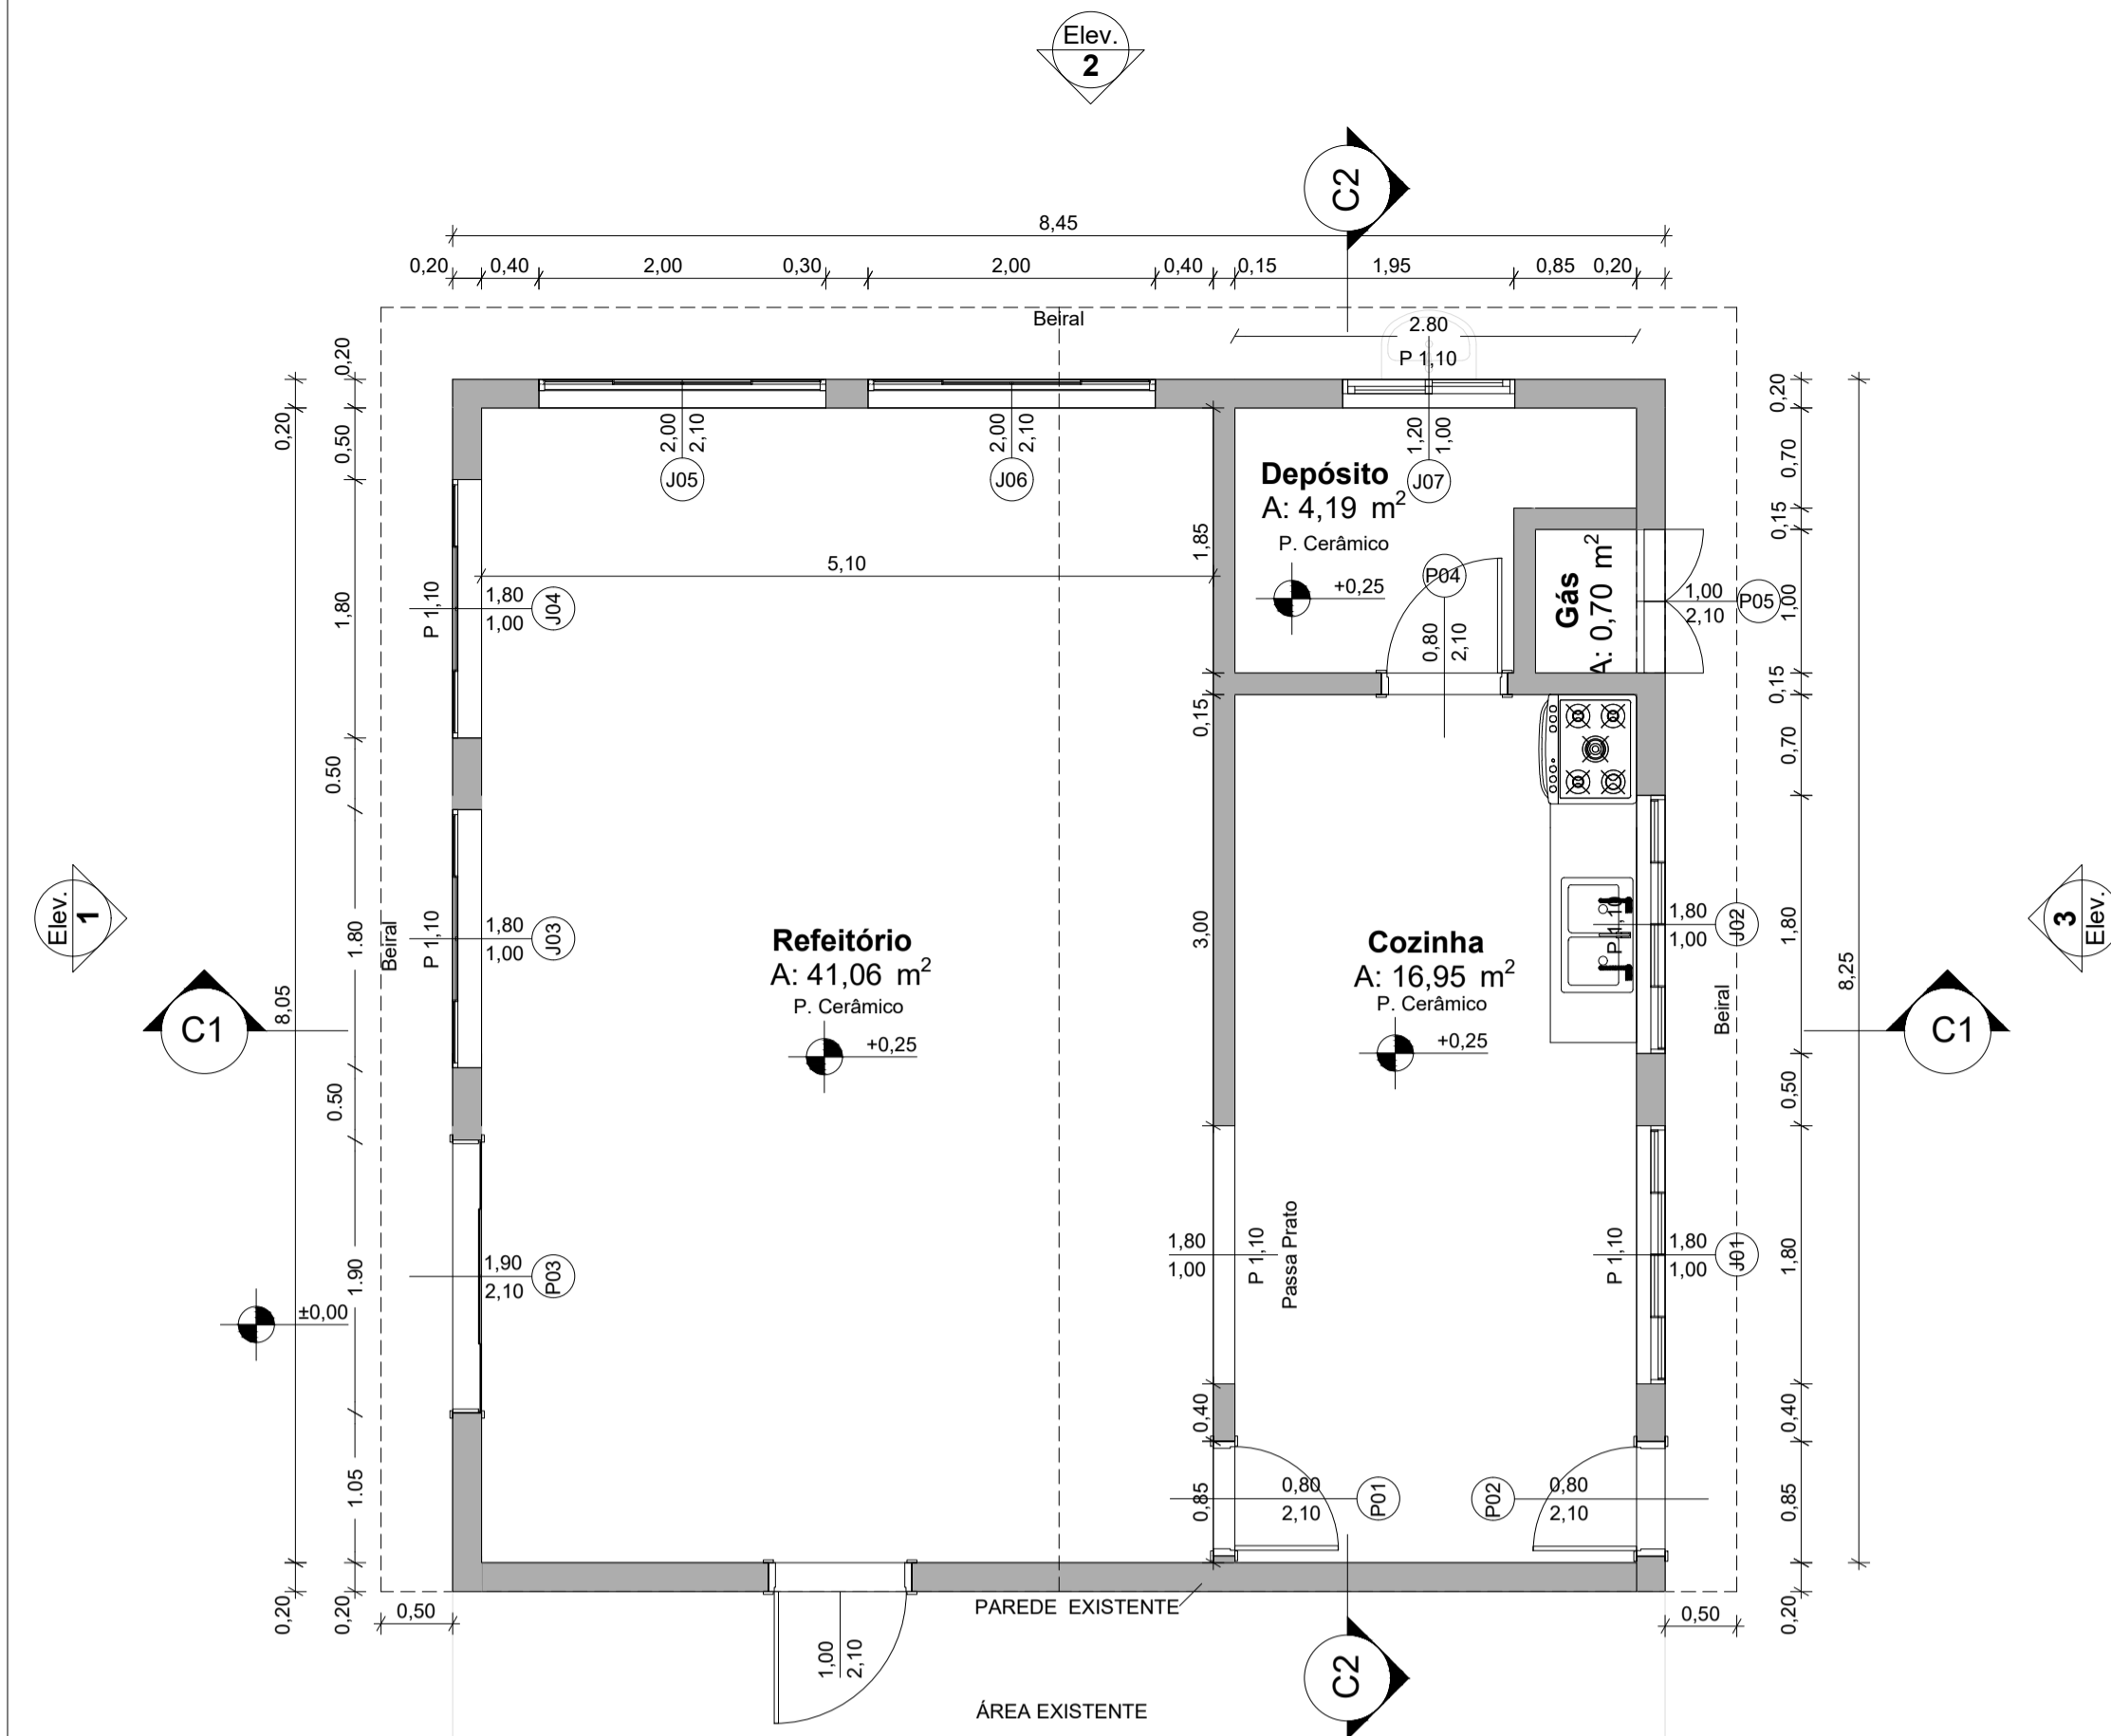 Elev.
2
C2
8,45
0,20
0,40
2,00
0,30
2,00
0,40
0,15
1,95
0,85
0,20
Beiral
2.80
P 1,10
0,20
0,50
1,80
0.50
1.80
0.50
1.90
1.05
0,20
0,20
8,05
0,20
2,00
2,10
J05
2,00
2,10
J06
1,20
1,00
J07
Depósito
A: 4,19 m²
P. Cerâmico
+0,25
P04
0,80
2,10
Gás
A: 0,70 m²
1,00
2,10
P05
5,10
1,85
0,15
3,00
0,40
0,85
P 1,10
1,80
1,00
J04
P 1,10
1,80
1,00
J03
Beiral
Elev.
1
C1
Refeitório
A: 41,06 m²
P. Cerâmico
+0,25
Cozinha
A: 16,95 m²
P. Cerâmico
+0,25
P 1,10
1,80
1,00
J02
Beiral
3
Elev.
C1
8,25
0,20
0,70
0,15
1,00
0,15
0,70
1,80
0,50
1,80
0,40
0,85
0,20
1,90
2,10
P03
±0,00
1,80
1,00
P 1,10
Passa Prato
P 1,10
1,80
1,00
J01
0,80
2,10
P01
P02
0,80
2,10
0,50
PAREDE EXISTENTE
0,50
1,00
2,10
C2
ÁREA EXISTENTE